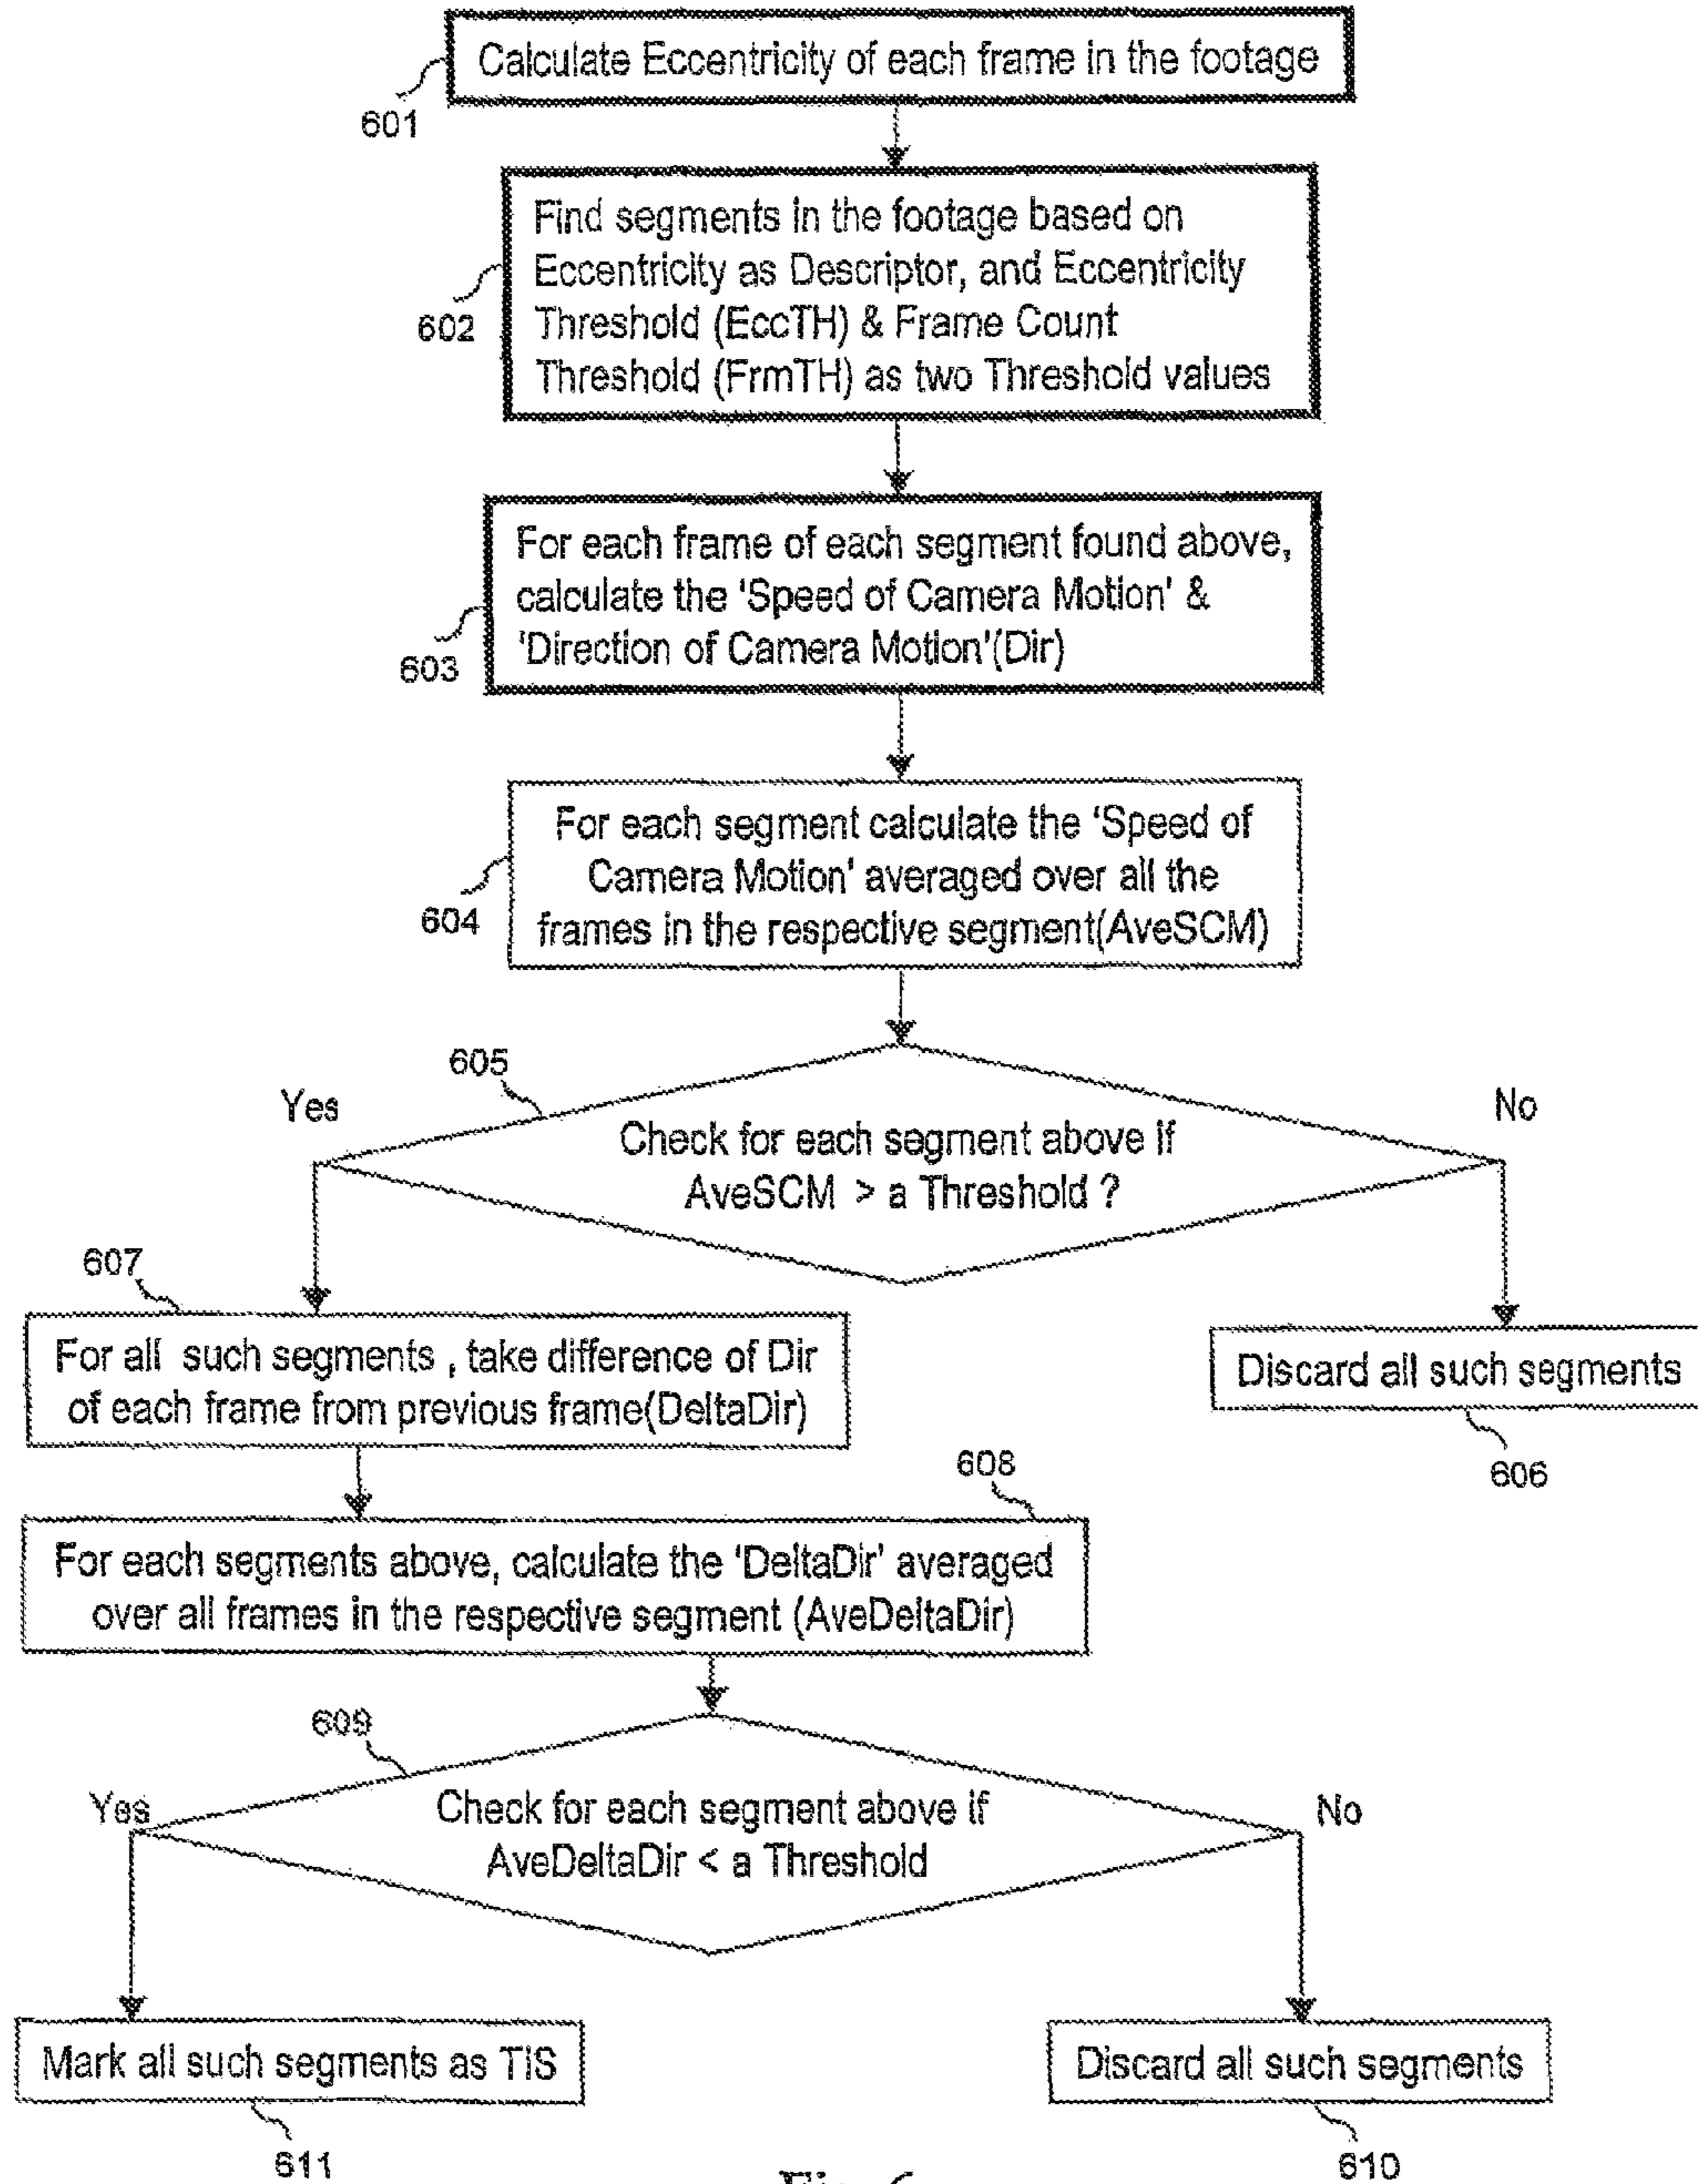 Calculate Eccentricity of each frame in the footage
601
Find segments in the footage based on
Eccentricity as Descriptor, and Eccentricity
Threshold (EccTH) & Frame Count
Threshold (FrmTH) as two Threshold values
602
For each frame of each segment found above,
calculate the 'Speed of Camera Motion' &
'Direction of Camera Motion'(Dir)
603
For each segment calculate the 'Speed of
Camera Motion' averaged over all the
frames in the respective segment(AveSCM)
604
605
Yes
No
Check for each segment above if
AveSCM > a Threshold ?
607
For all such segments , take difference of Dir
of each frame from previous frame(DeltaDir)
Discard all such segments
606
608
For each segments above, calculate the 'DeltaDir' averaged
over all frames in the respective segment (AveDeltaDir)
609
Yes
No
Check for each segment above if
AveDeltaDir < a Threshold
Mark all such segments as TIS
611
Discard all such segments
610